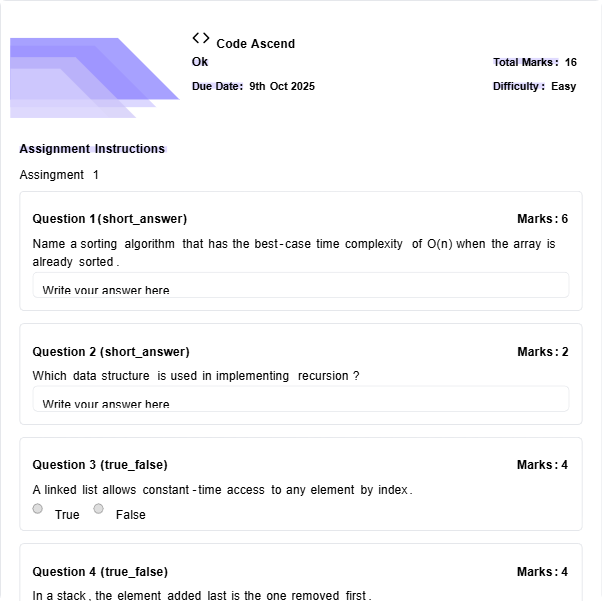 <> Code Ascend
Ok
Total Marks: 16
Due Date: 9th Oct 2025
Difficulty: Easy
Assignment Instructions
Assingment 1
Question 1 (short_answer)
Marks: 6
Name a sorting algorithm that has the best-case time complexity of O(n) when the array is
already sorted.
Write your answer here
Question 2 (short_answer)
Marks: 2
Which data structure is used in implementing recursion?
Write your answer here
Question 3 (true_false)
Marks: 4
A linked list allows constant-time access to any element by index.
True False
Question 4 (true_false)
Marks: 4
In a stack, the element added last is the one removed first.